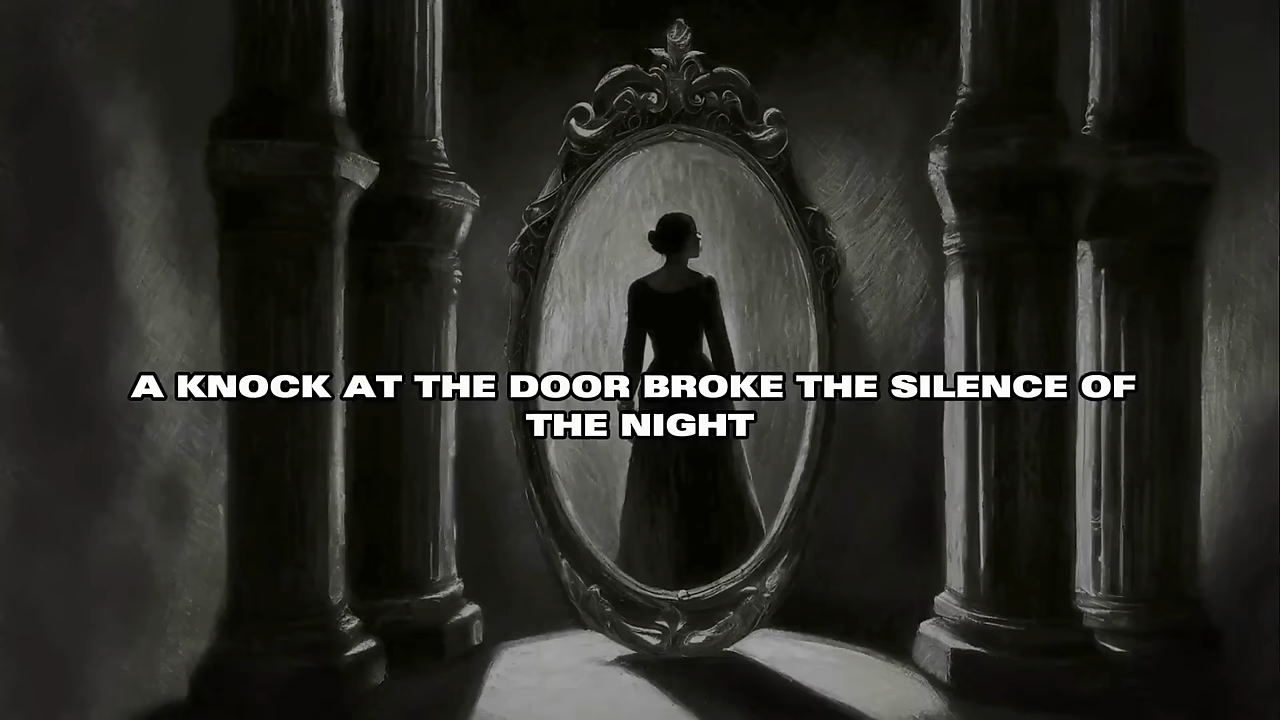 A KNOCK AT THE DOOR BROKE THE SILENCE OF
THE NIGHT